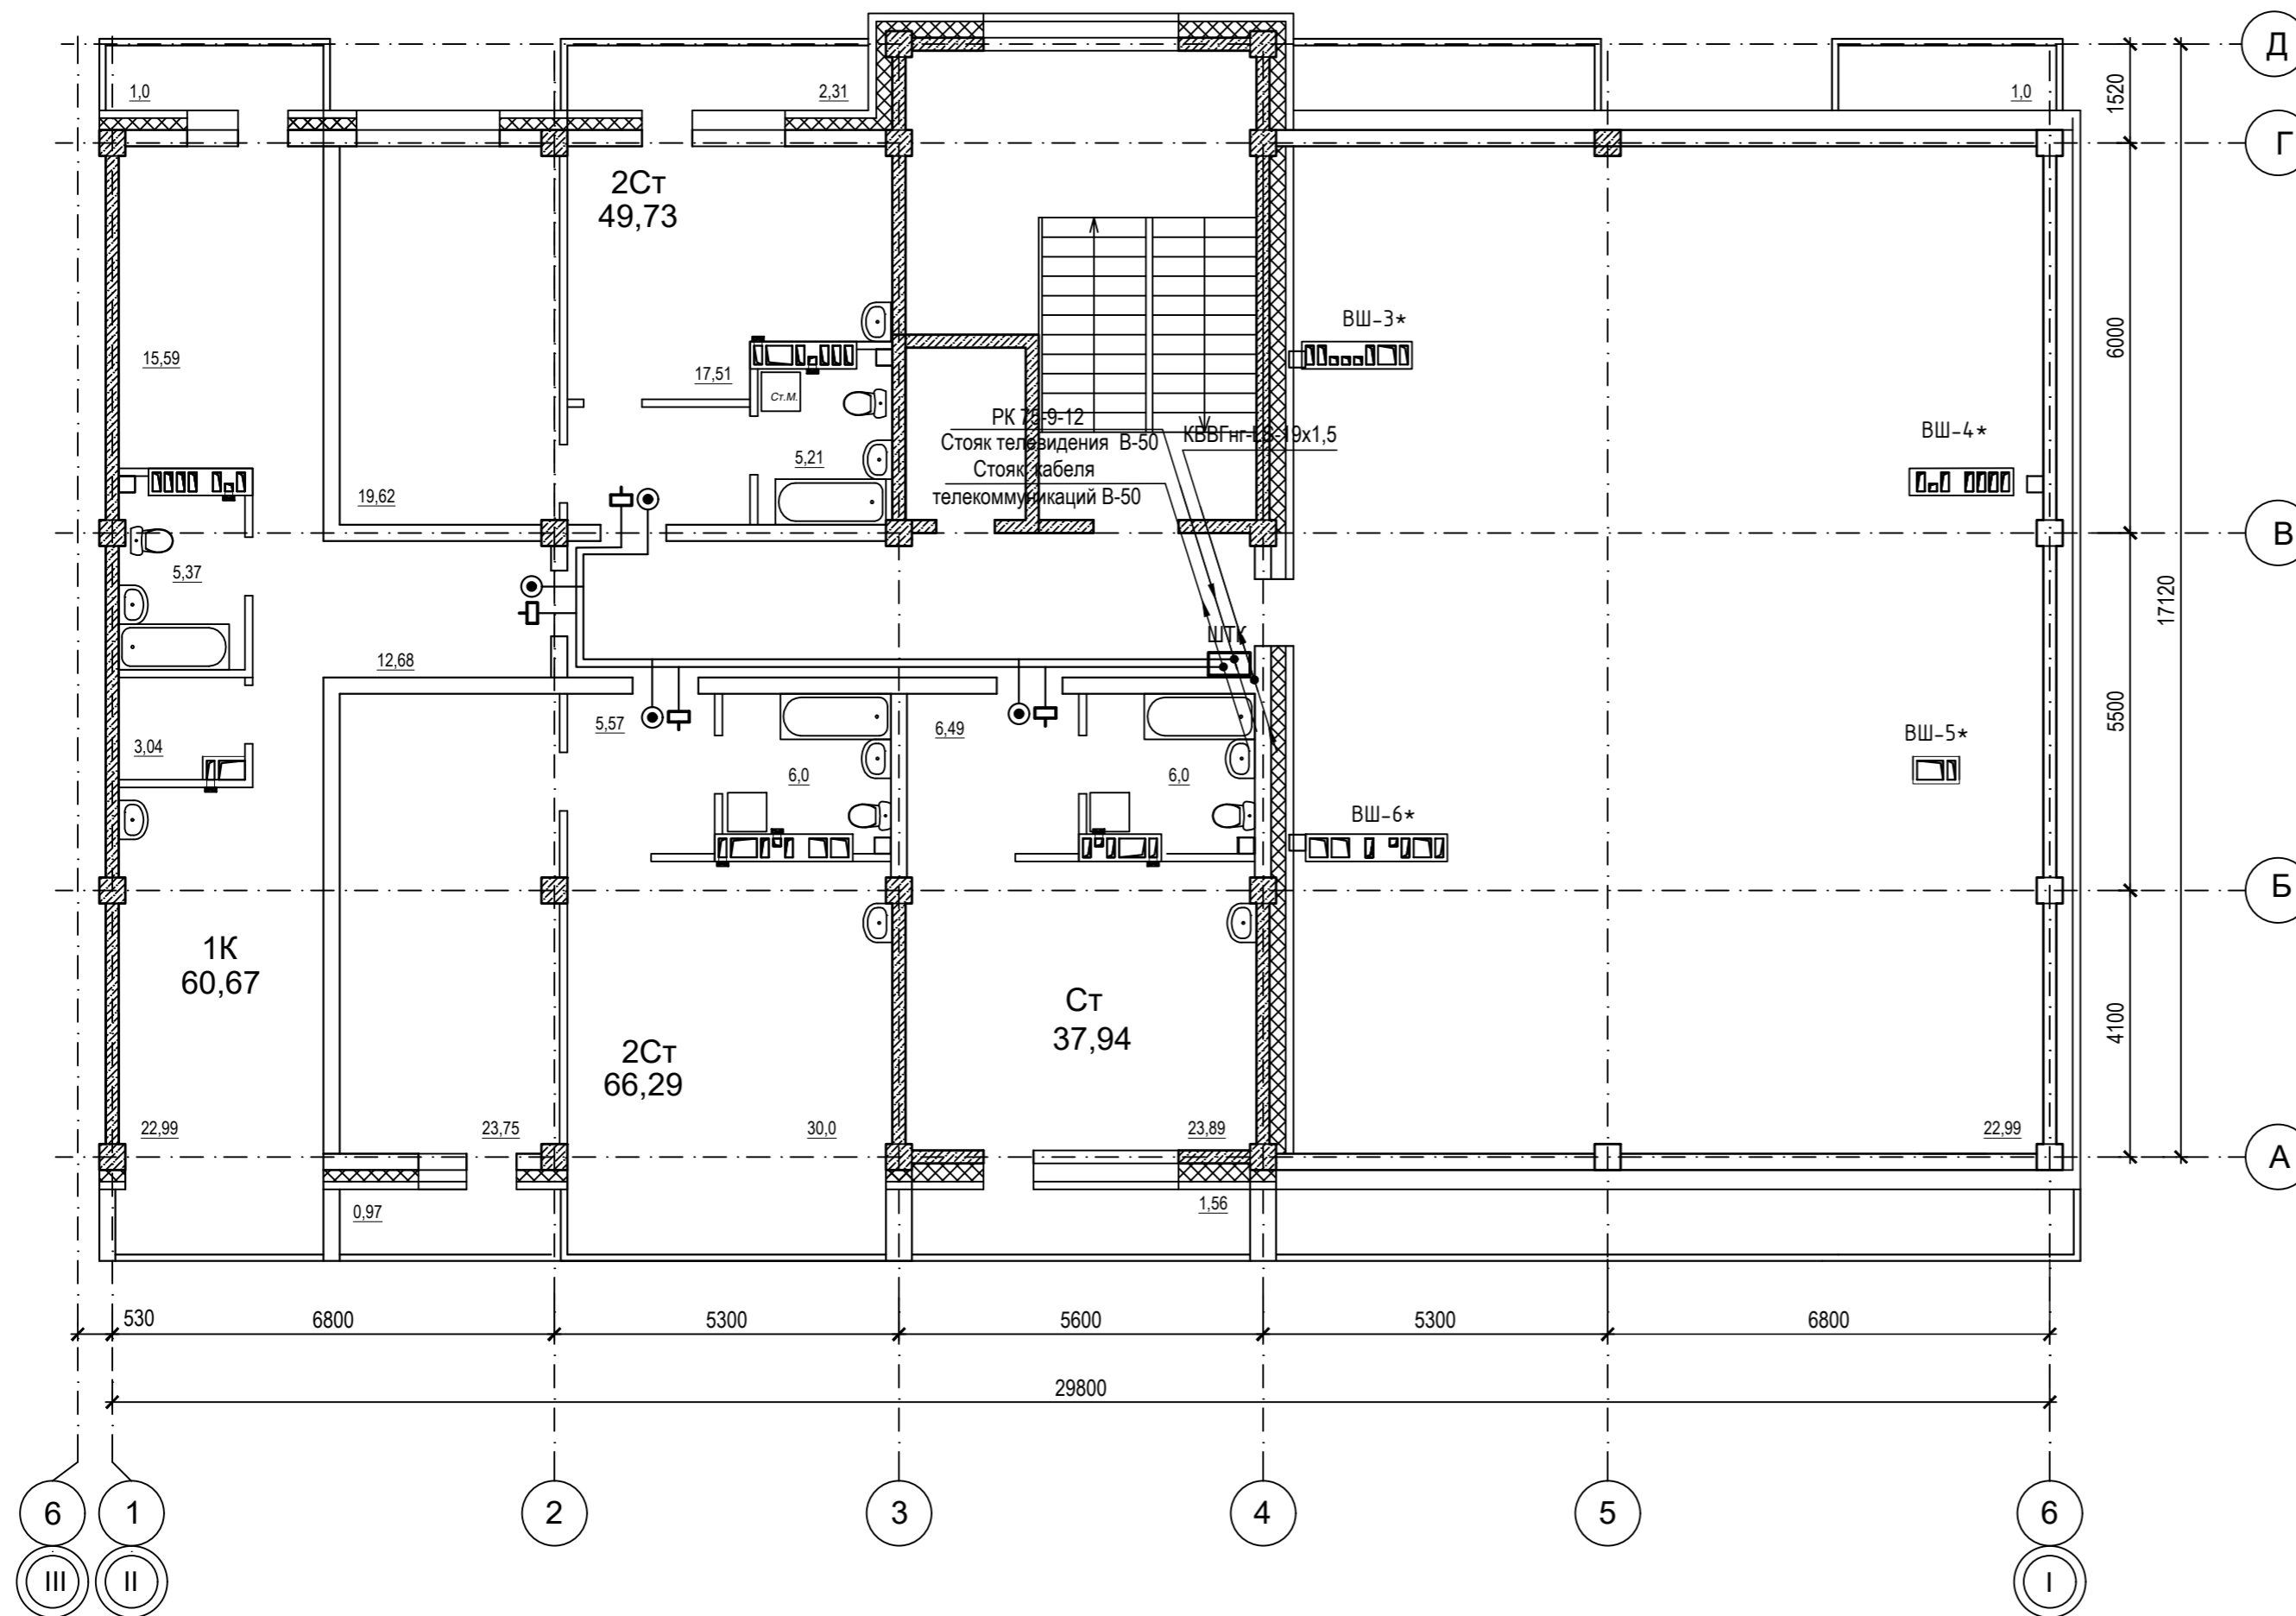 Д
1,0
2,31
1,0
1520
Г
2Ст
49,73
ВШ-3*
6000
15,59
17,51
Ст.М.
РК 75-9-12
Стояк телевидения В-50
КВВГнг-LS-19х1,5
Стояк кабеля
телекоммуникаций В-50
ВШ-4*
5,21
19,62
В
5,37
17120
ШТК
12,68
5,57
6,49
5500
3,04
6,0
6,0
ВШ-5*
ВШ-6*
Б
1К
60,67
Ст
37,94
4100
2Ст
66,29
22,99
23,75
30,0
23,89
22,99
А
0,97
1,56
530
6800
5300
5600
5300
6800
29800
6
1
2
3
4
5
6
III
II
I